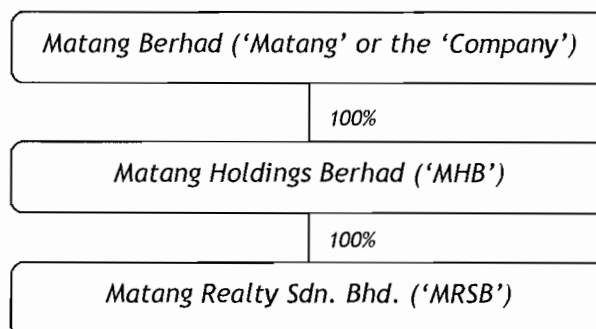 Matang Berhad (‘Matang’ or the ‘Company’)
100%
Matang Holdings Berhad (‘MHB’)
100%
Matang Realty Sdn. Bhd. (‘MRSB’)